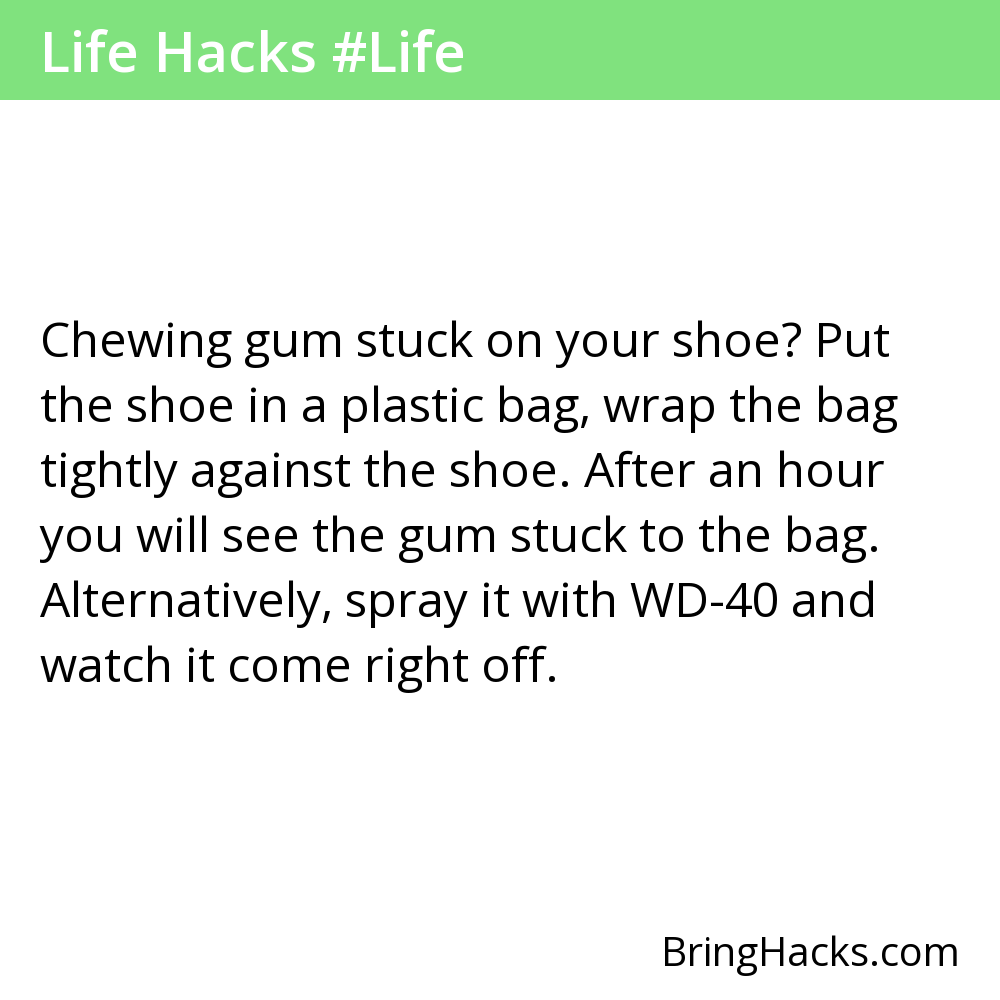 Life Hacks #Life
Chewing gum stuck on your shoe? Put
the shoe in a plastic bag, wrap the bag
tightly against the shoe. After an hour
you will see the gum stuck to the bag.
Alternatively, spray it with WD-40 and
watch it come right off.
BringHacks.com